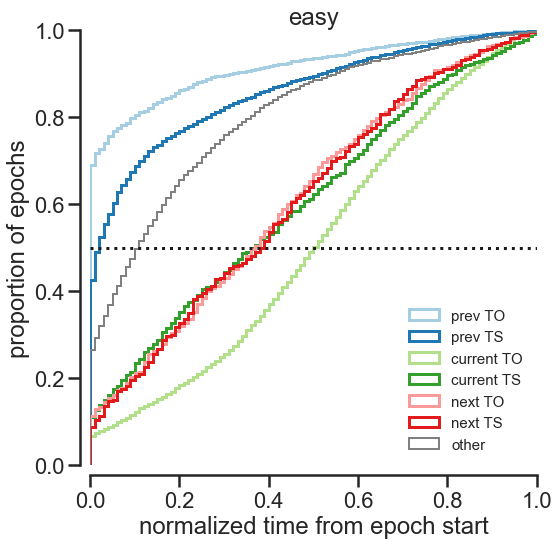 easy
1.0
0.8
0.6
0.4
0.2
0.0
proportion of epochs
prev TO
prev TS
current TO
current TS
next TO
next TS
other
0.0 0.2 0.4 0.6 0.8 1.0
normalized time from epoch start